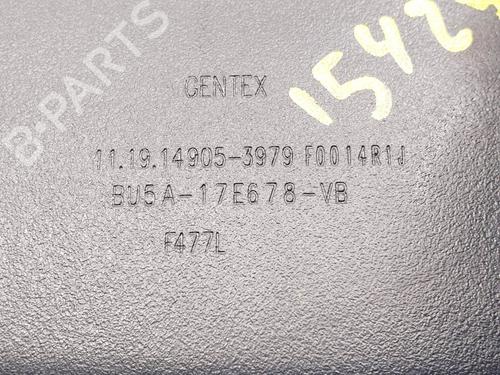 B-PARTS
1542
GENTEX
11.19.14905-3979 F0014R1J
BU5A-17E678-VB
F477L